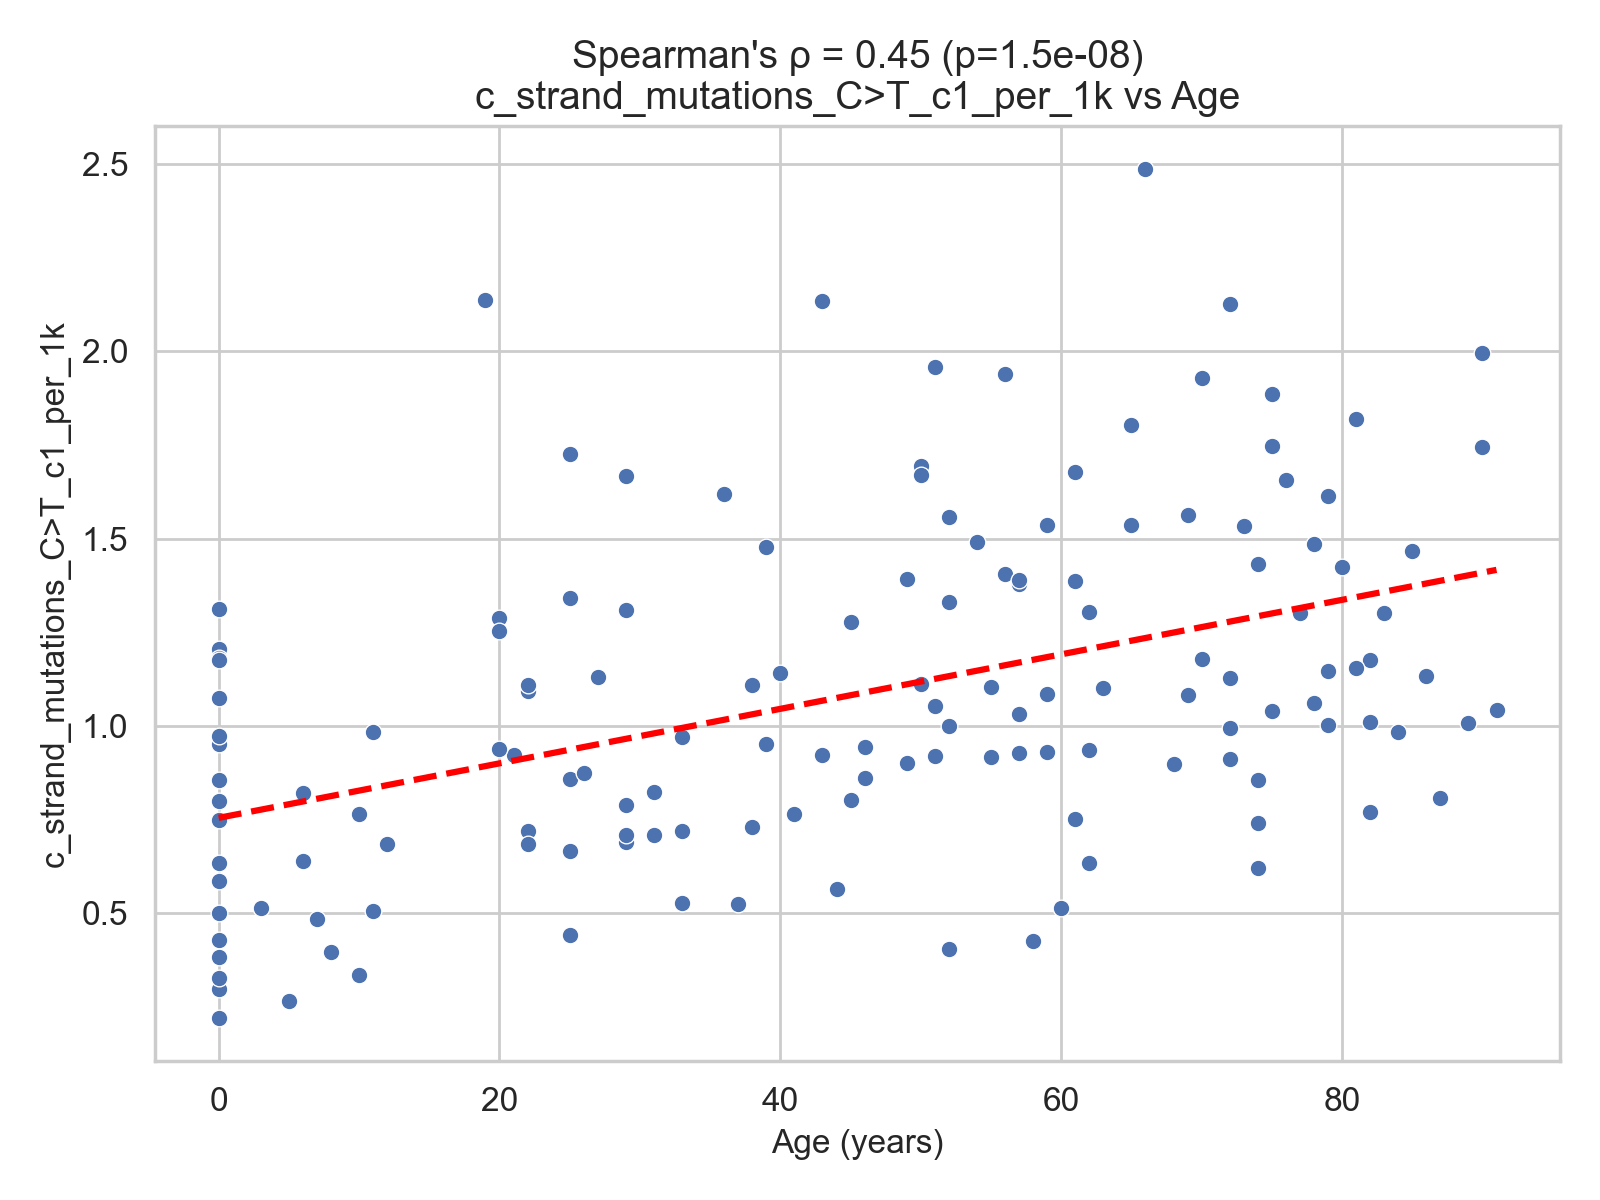 Spearman's ρ = 0.45 (p=1.5e-08)
c_strand_mutations_C>T_c1_per_1k vs Age
c_strand_mutations_C>T_c1_per_1k
2.5
2.0
1.5
1.0
0.5
0 20 40 60 80
Age (years)